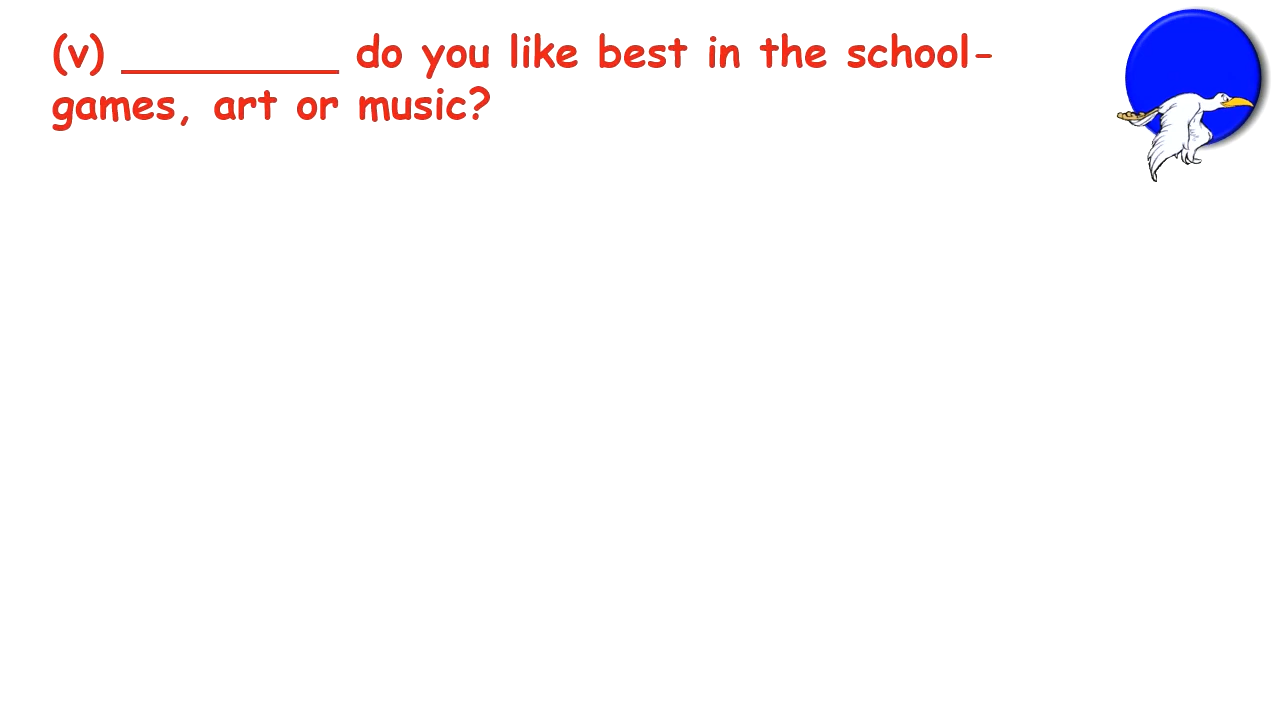 (v) _________ do you like best in the school-
games, art or music?